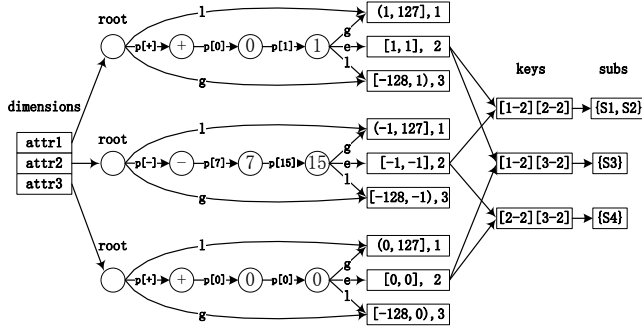 root l (1, 127], 1
p[+] + p[0] 0 p[1] 1 g e l [1, 1], 2
g [-128, 1), 3
keys subs
dimensions
attr1
attr2
attr3
[1-2][2-2] {S1, S2}
root l (-1, 127], 1
p[-] − p[7] 7 p[15] 15 g e l [-1, -1], 2
[1-2][3-2] {S3}
g [-128, -1), 3
[2-2][3-2] {S4}
root l (0, 127], 1
p[+] + p[0] 0 p[0] 0 g e l [0, 0], 2
g [-128, 0), 3